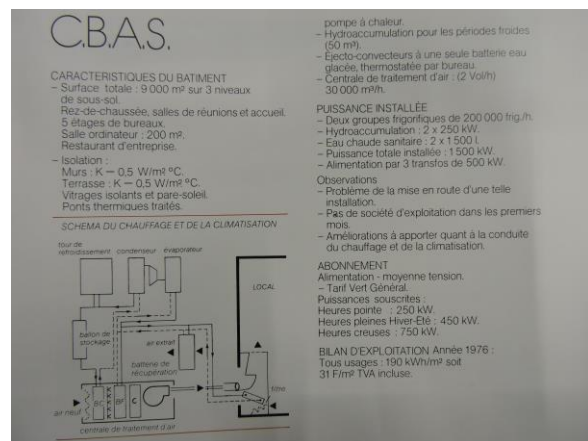 C.B.A.S.
CARACTERISTIQUES DU BATIMENT
– Surface totale : 9 000 m² sur 3 niveaux
de sous-sol.
Rez-de-chaussée, salles de réunions et accueil.
5 étages de bureaux.
Salle ordinateur : 200 m².
Restaurant d'entreprise.
– Isolation :
Murs : K = 0,5 W/m² °C.
Terrasse : K = 0,5 W/m² °C.
Vitrages isolants et pare-soleil.
Ponts thermiques traités.
SCHEMA DU CHAUFFAGE ET DE LA CLIMATISATION
tour de
refroidissement condenseur évaporateur
LOCAL
ballon de
stockage
air extrait
batterie de
récupération
filtre
BC BF C
air neuf
centrale de traitement d'air
pompe à chaleur.
– Hydroaccumulation pour les périodes froides
(50 m³).
– Ejecto-convecteurs à une seule batterie eau
glacée, thermostatée par bureau.
– Centrale de traitement d'air : (2 Vol/h)
30 000 m³/h.
PUISSANCE INSTALLÉE
– Deux groupes frigorifiques de 200 000 frig./h.
– Hydroaccumulation : 2 x 250 kW.
– Eau chaude sanitaire : 2 x 1 500 l.
– Puissance totale installée : 1 500 kW.
– Alimentation par 3 transfos de 500 kW.
Observations
– Problème de la mise en route d'une telle
installation.
– Pas de société d'exploitation dans les premiers
mois.
– Améliorations à apporter quant à la conduite
du chauffage et de la climatisation.
ABONNEMENT
Alimentation - moyenne tension.
– Tarif Vert Général.
Puissances souscrites :
Heures pointe : 250 kW.
Heures pleines Hiver-Eté : 450 kW.
Heures creuses : 750 kW.
BILAN D'EXPLOITATION Année 1976 :
Tous usages : 190 kWh/m² soit
31 F/m² TVA incluse.